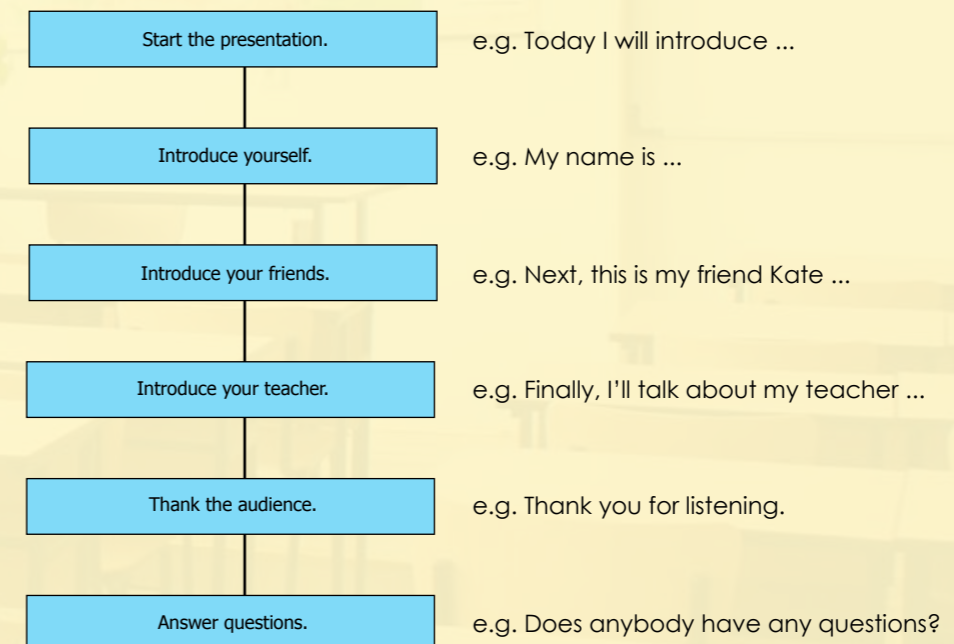 Start the presentation.
e.g. Today I will introduce ...
Introduce yourself.
e.g. My name is ...
Introduce your friends.
e.g. Next, this is my friend Kate ...
Introduce your teacher.
e.g. Finally, I’ll talk about my teacher ...
Thank the audience.
e.g. Thank you for listening.
Answer questions.
e.g. Does anybody have any questions?